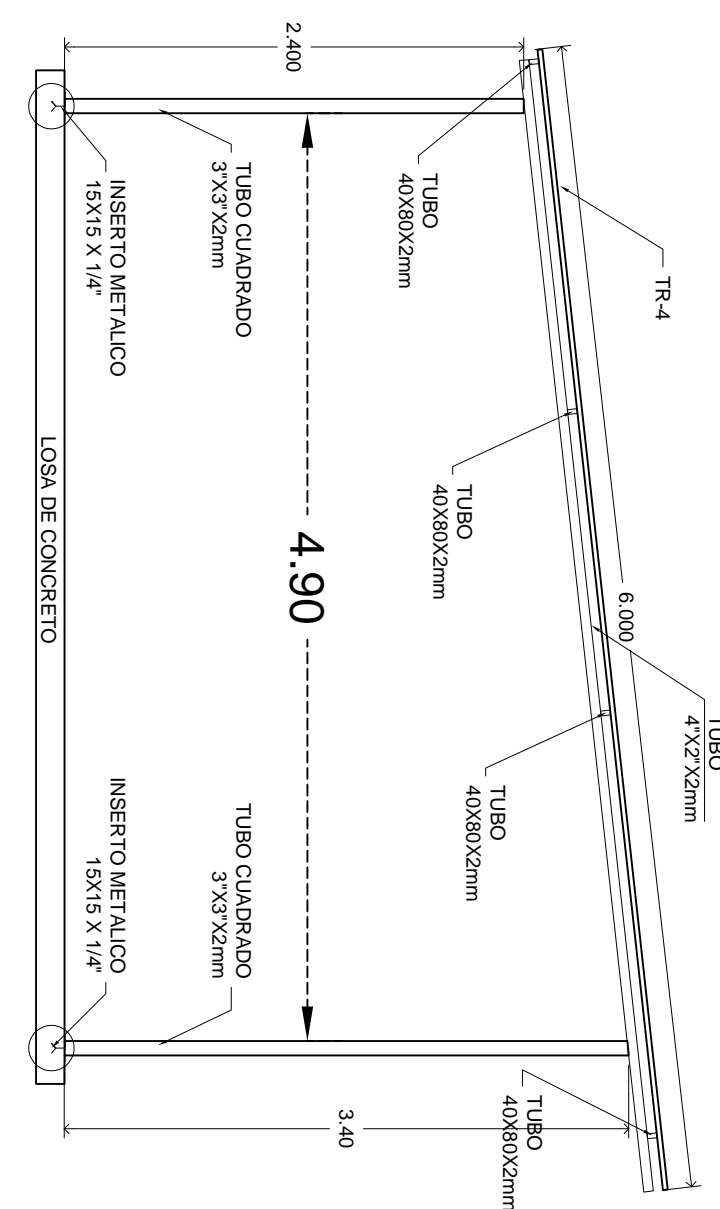 2.400
TUBO
40X80X2mm
TR-4
TUBO CUADRADO
3"X3"X2mm
INSERTO METALICO
15X15 X 1/4"
LOSA DE CONCRETO
4.90
TUBO
40X80X2mm
6.000
TUBO
4"X2"X2mm
TUBO
40X80X2mm
TUBO CUADRADO
3"X3"X2mm
INSERTO METALICO
15X15 X 1/4"
3.40
TUBO
40X80X2mm